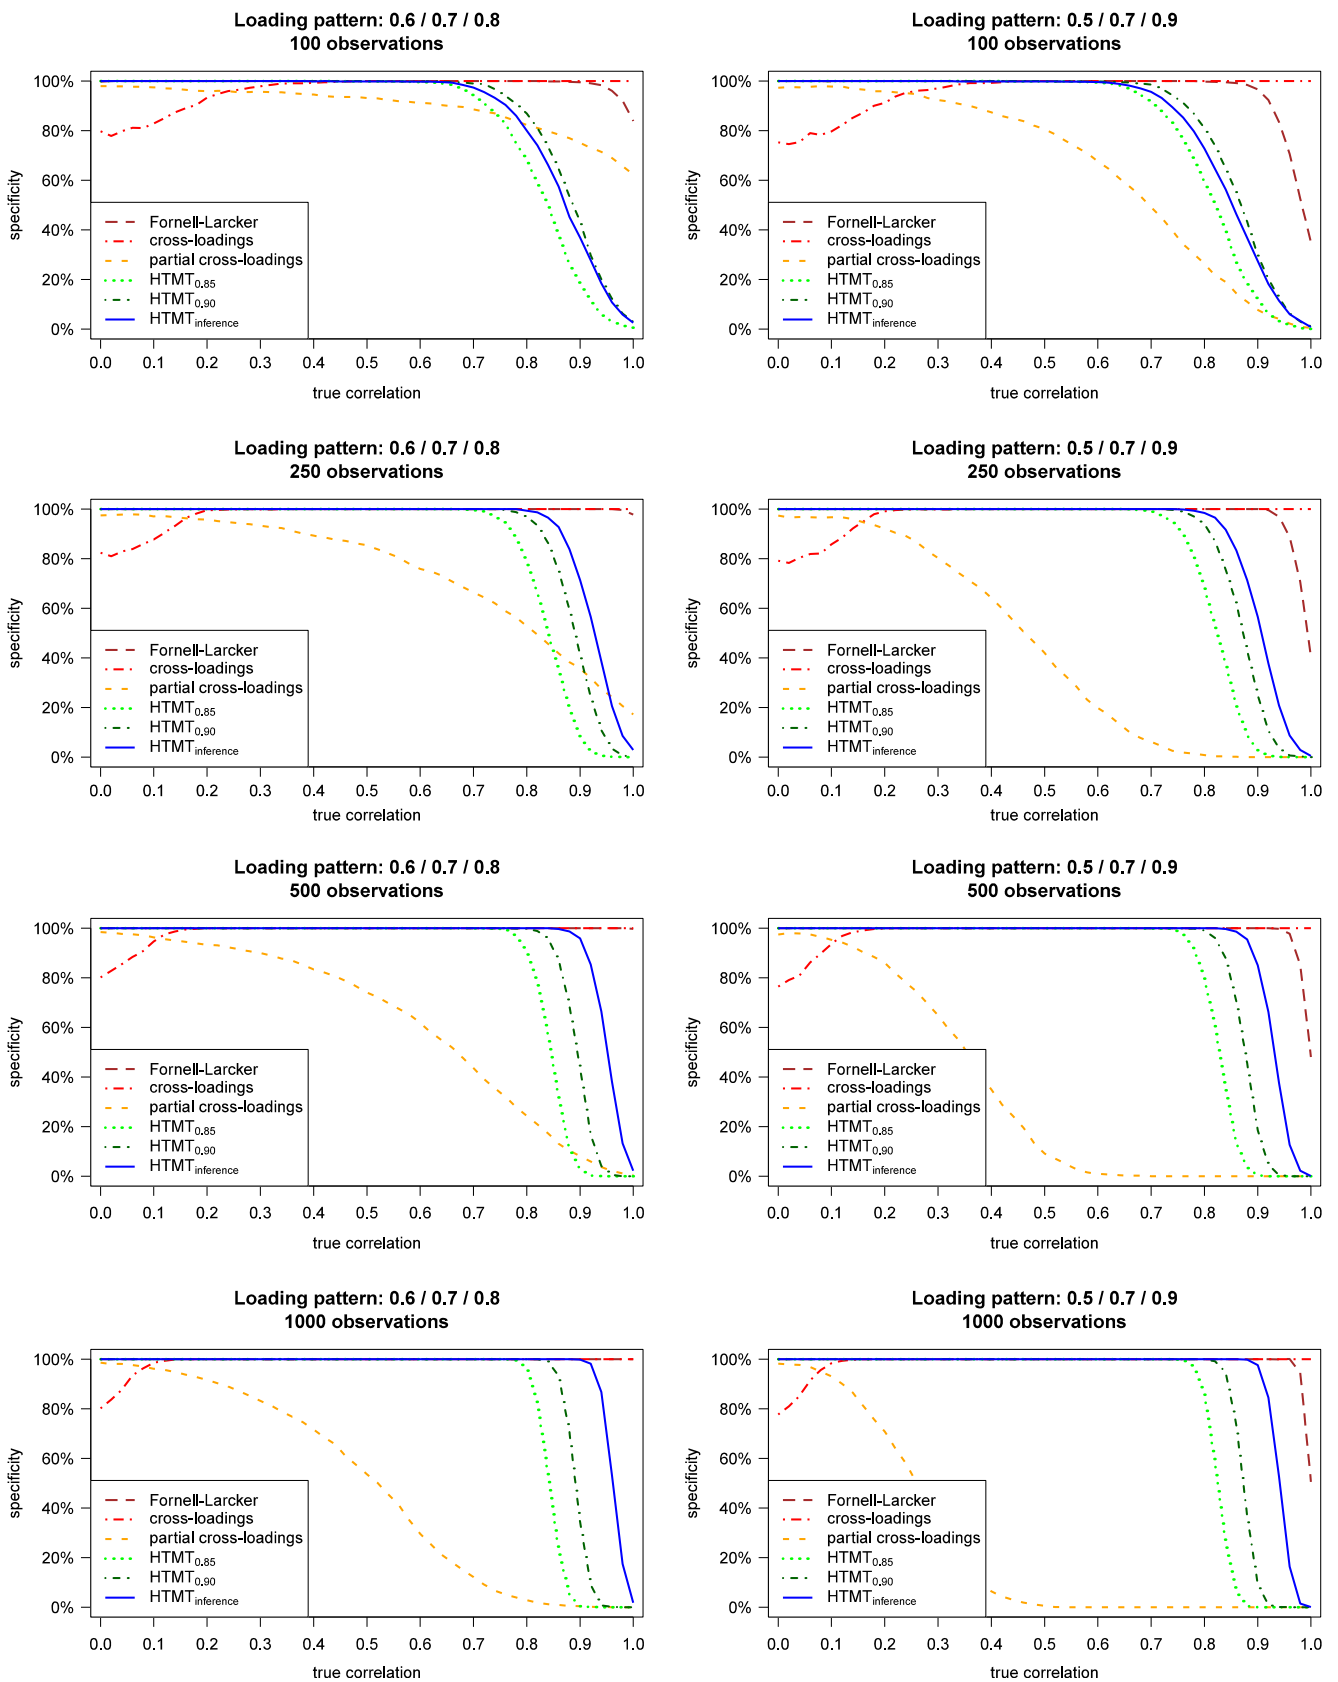 Loading pattern: 0.6 / 0.7 / 0.8
100 observations
100%
80%
60%
40%
20%
0%
specificity
Fornell-Larcker
cross-loadings
partial cross-loadings
HTMT0.85
HTMT0.90
HTMTinference
0.0 0.1 0.2 0.3 0.4 0.5 0.6 0.7 0.8 0.9 1.0
true correlation
Loading pattern: 0.5 / 0.7 / 0.9
100 observations
100%
80%
60%
40%
20%
0%
specificity
Fornell-Larcker
cross-loadings
partial cross-loadings
HTMT0.85
HTMT0.90
HTMTinference
0.0 0.1 0.2 0.3 0.4 0.5 0.6 0.7 0.8 0.9 1.0
true correlation
Loading pattern: 0.6 / 0.7 / 0.8
250 observations
100%
80%
60%
40%
20%
0%
specificity
Fornell-Larcker
cross-loadings
partial cross-loadings
HTMT0.85
HTMT0.90
HTMTinference
0.0 0.1 0.2 0.3 0.4 0.5 0.6 0.7 0.8 0.9 1.0
true correlation
Loading pattern: 0.5 / 0.7 / 0.9
250 observations
100%
80%
60%
40%
20%
0%
specificity
Fornell-Larcker
cross-loadings
partial cross-loadings
HTMT0.85
HTMT0.90
HTMTinference
0.0 0.1 0.2 0.3 0.4 0.5 0.6 0.7 0.8 0.9 1.0
true correlation
Loading pattern: 0.6 / 0.7 / 0.8
500 observations
100%
80%
60%
40%
20%
0%
specificity
Fornell-Larcker
cross-loadings
partial cross-loadings
HTMT0.85
HTMT0.90
HTMTinference
0.0 0.1 0.2 0.3 0.4 0.5 0.6 0.7 0.8 0.9 1.0
true correlation
Loading pattern: 0.5 / 0.7 / 0.9
500 observations
100%
80%
60%
40%
20%
0%
specificity
Fornell-Larcker
cross-loadings
partial cross-loadings
HTMT0.85
HTMT0.90
HTMTinference
0.0 0.1 0.2 0.3 0.4 0.5 0.6 0.7 0.8 0.9 1.0
true correlation
Loading pattern: 0.6 / 0.7 / 0.8
1000 observations
100%
80%
60%
40%
20%
0%
specificity
Fornell-Larcker
cross-loadings
partial cross-loadings
HTMT0.85
HTMT0.90
HTMTinference
0.0 0.1 0.2 0.3 0.4 0.5 0.6 0.7 0.8 0.9 1.0
true correlation
Loading pattern: 0.5 / 0.7 / 0.9
1000 observations
100%
80%
60%
40%
20%
0%
specificity
Fornell-Larcker
cross-loadings
partial cross-loadings
HTMT0.85
HTMT0.90
HTMTinference
0.0 0.1 0.2 0.3 0.4 0.5 0.6 0.7 0.8 0.9 1.0
true correlation